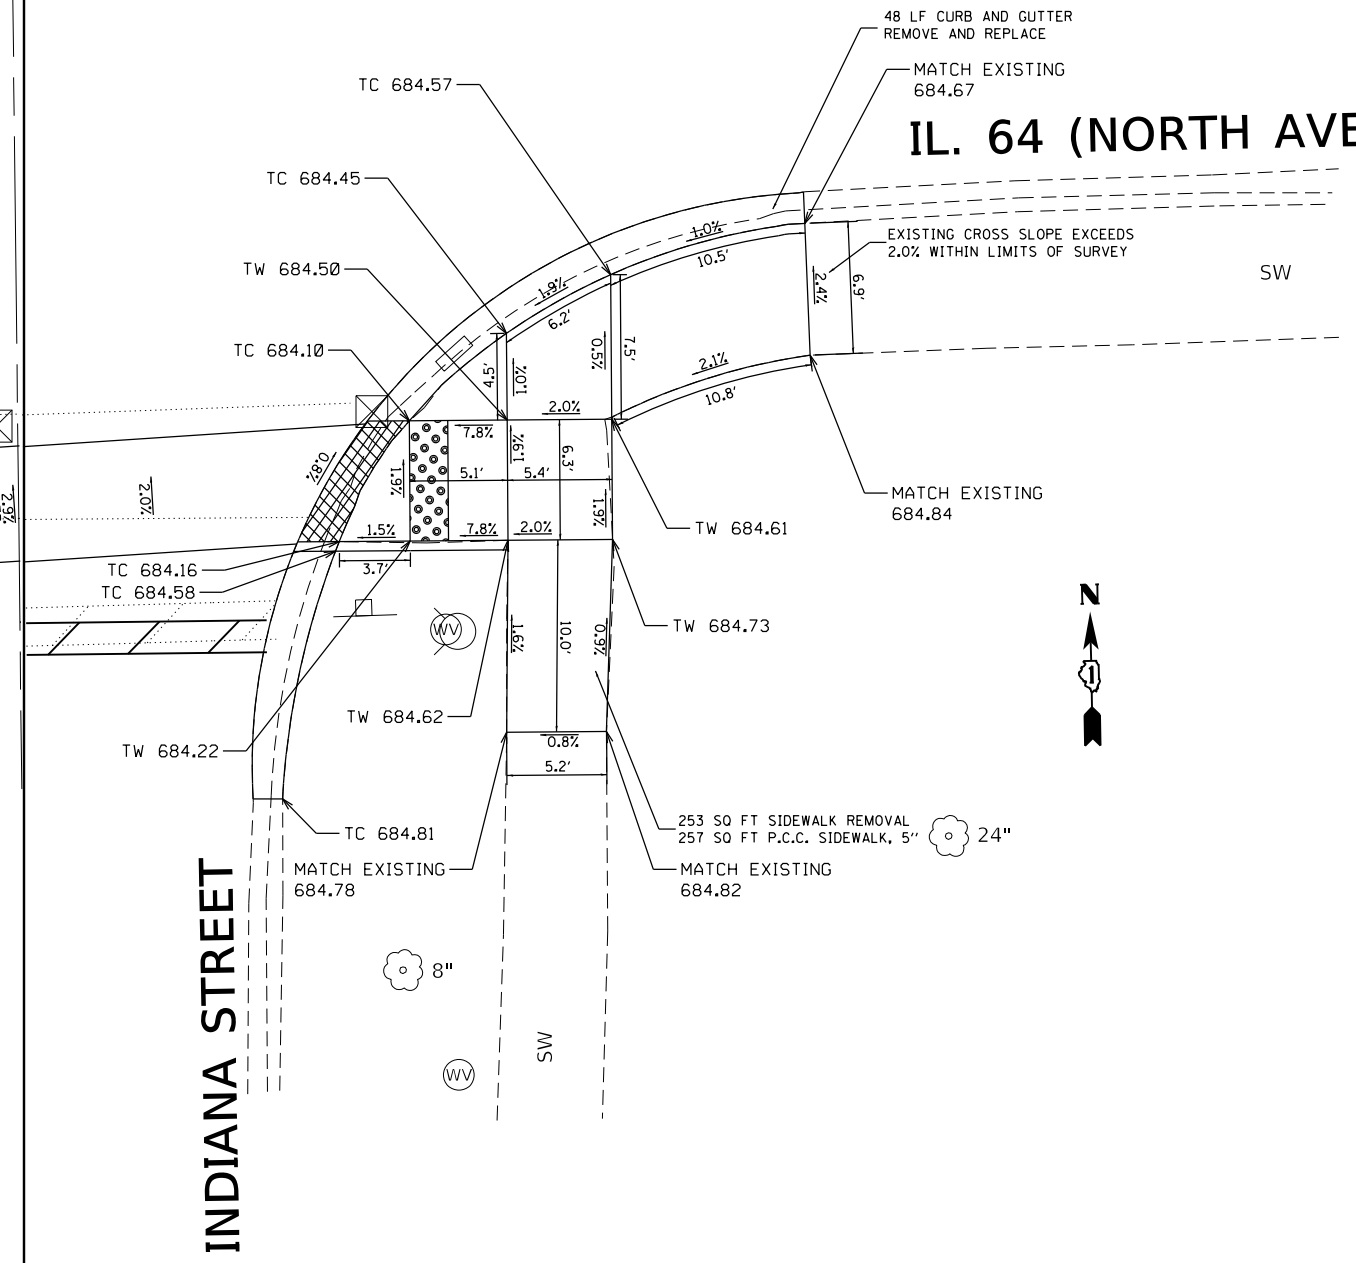 48 LF CURB AND GUTTER
REMOVE AND REPLACE
MATCH EXISTING
684.67
TC 684.57
IL. 64 (NORTH AVE
TC 684.45
1.0%
10.5'
EXISTING CROSS SLOPE EXCEEDS
2.0% WITHIN LIMITS OF SURVEY
TW 684.50
1.9%
6.2'
2.4%
6.9'
SW
TC 684.10
4.5'
1.0%
0.5%
7.5'
2.1%
10.8'
2.0%
7.8%
1.9%
6.3'
0.8%
1.9%
5.1'
5.4'
2.9%
2.0%
1.9%
MATCH EXISTING
684.84
1.5%
7.8%
2.0%
TW 684.61
TC 684.16
3.7'
TC 684.58
WV
1.6%
10.0'
0.9%
TW 684.73
N
1
TW 684.62
TW 684.22
0.8%
5.2'
TC 684.81
253 SQ FT SIDEWALK REMOVAL
257 SQ FT P.C.C. SIDEWALK, 5''
24"
MATCH EXISTING
684.78
MATCH EXISTING
684.82
INDIANA STREET
8"
SW
WV